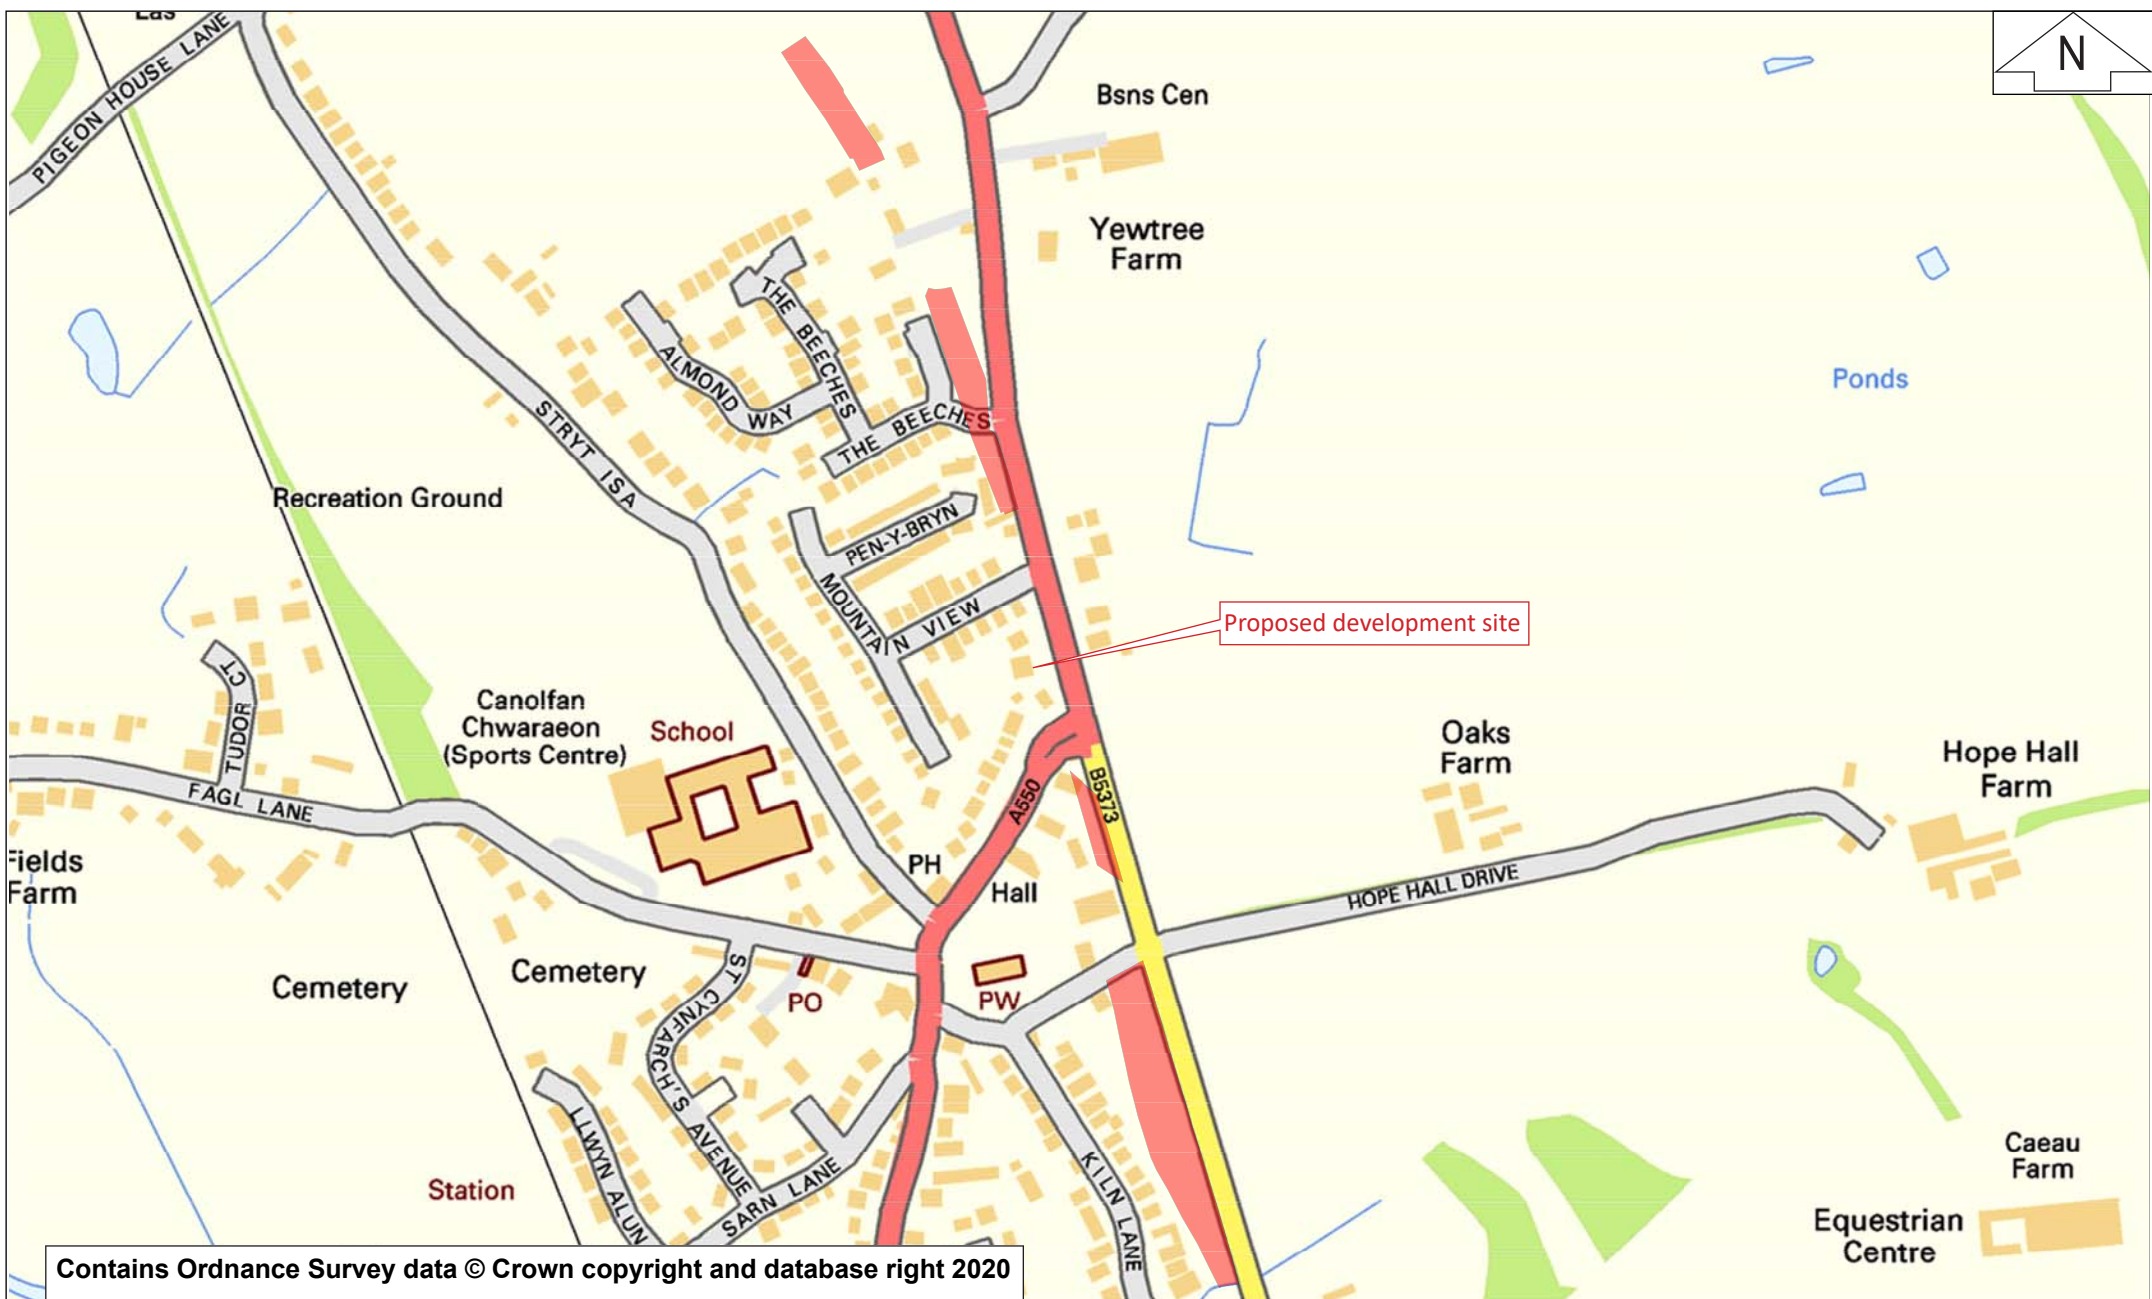 Las
PIGEON HOUSE LANE
N
Bsns Cen
Yewtree
Farm
THE BEECHES
ALMOND WAY
THE BEECHES
Ponds
STRYT ISA
Recreation Ground
PEN-Y-BRYN
MOUNTAIN VIEW
Proposed development site
TUDOR CT
Canolfan
Chwaraeon
(Sports Centre)
School
Oaks
Farm
Hope Hall
Farm
FAGL LANE
A550
B5373
Fields
Farm
PH
Hall
HOPE HALL DRIVE
Cemetery
Cemetery
PO
PW
ST CYNFARCH'S AVENUE
LLWYN ALUN
SARN LANE
KILN LANE
Station
Caeau
Farm
Equestrian
Centre
Contains Ordnance Survey data © Crown copyright and database right 2020